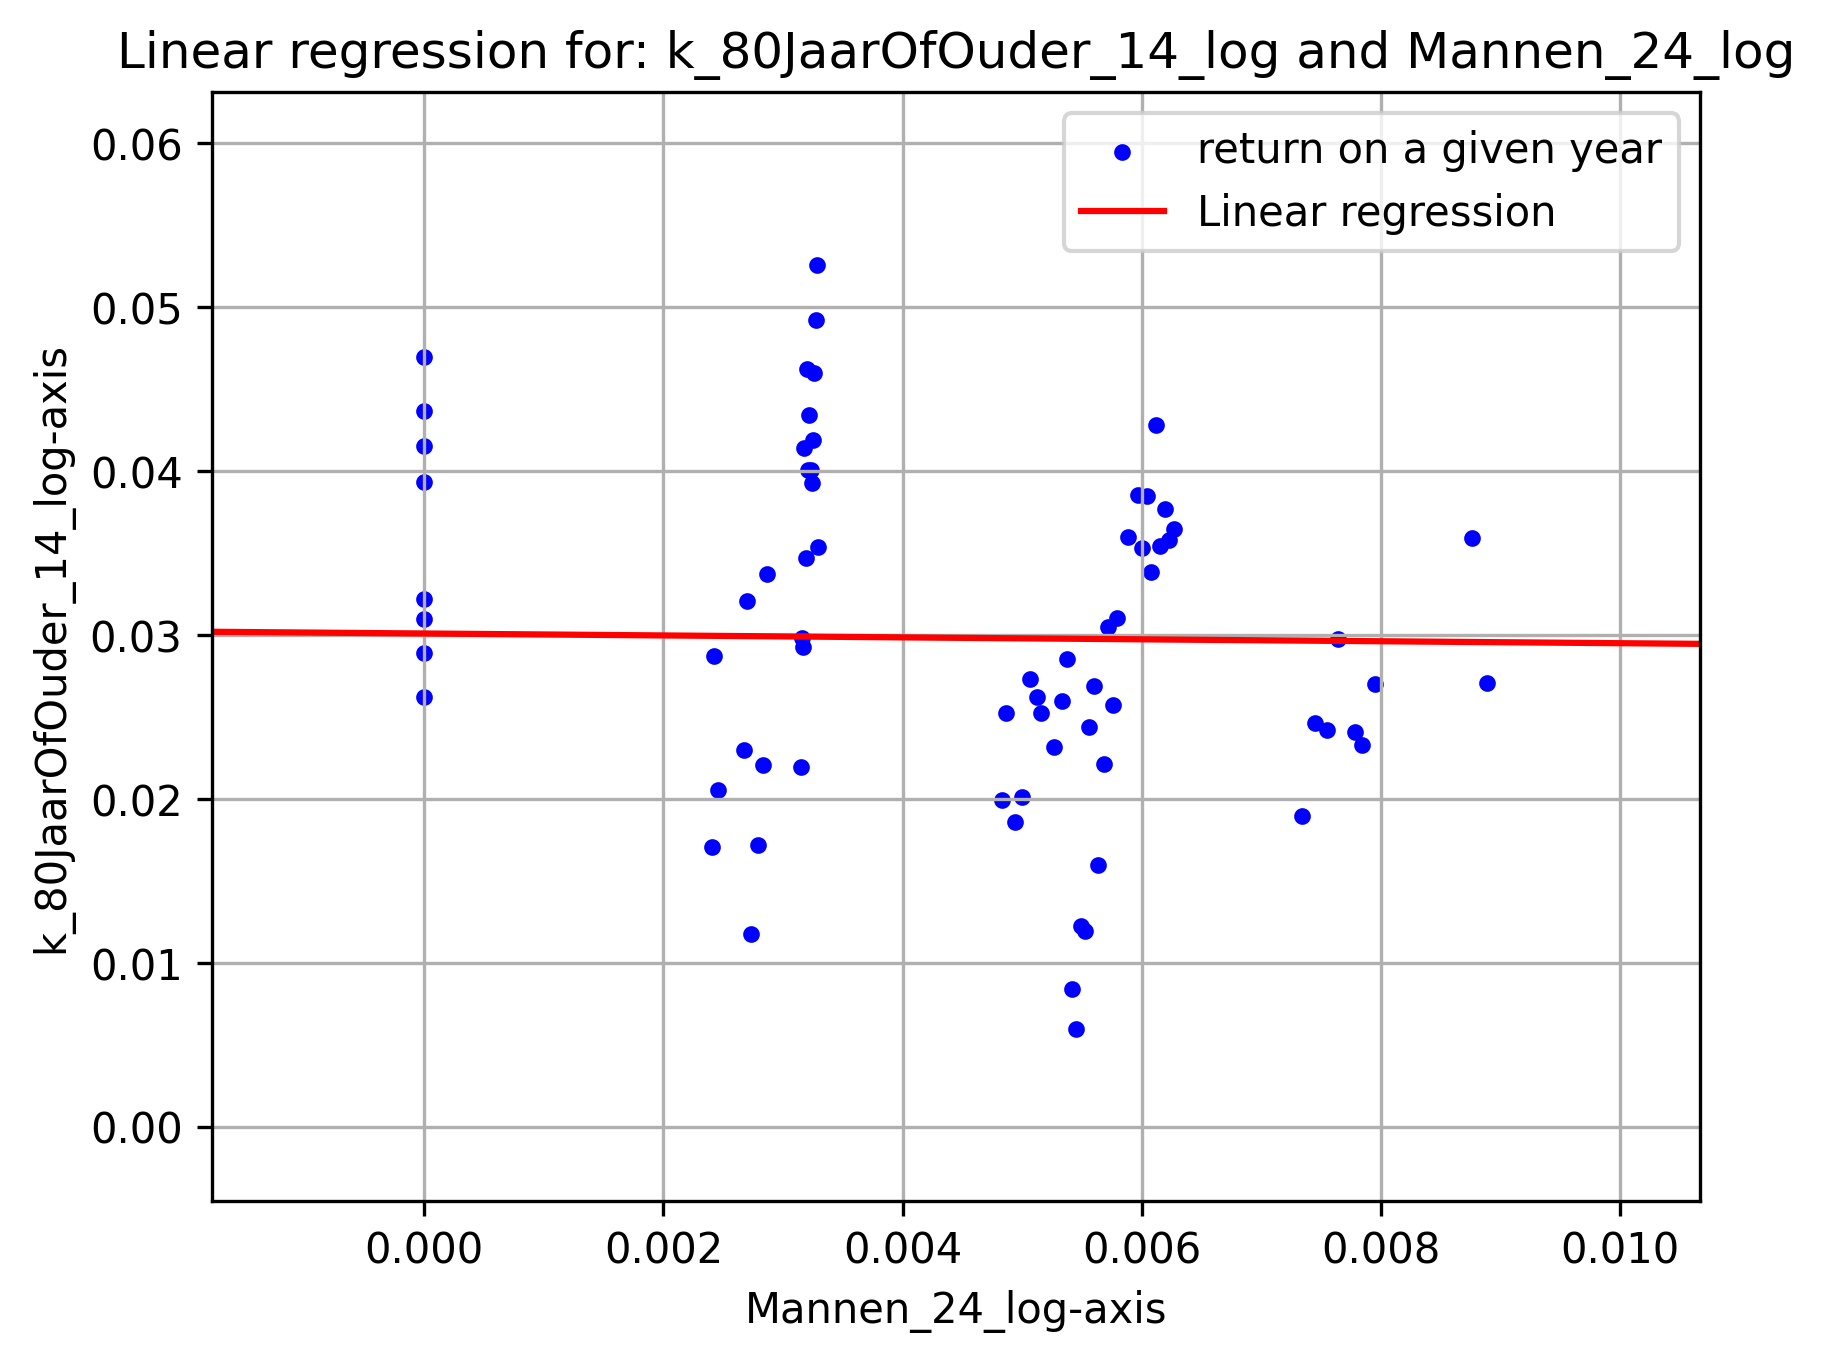 Linear regression for: k_80JaarOfOuder_14_log and Mannen_24_log
return on a given year
Linear regression
k_80JaarOfOuder_14_log-axis
0.06
0.05
0.04
0.03
0.02
0.01
0.00
0.000 0.002 0.004 0.006 0.008 0.010
Mannen_24_log-axis